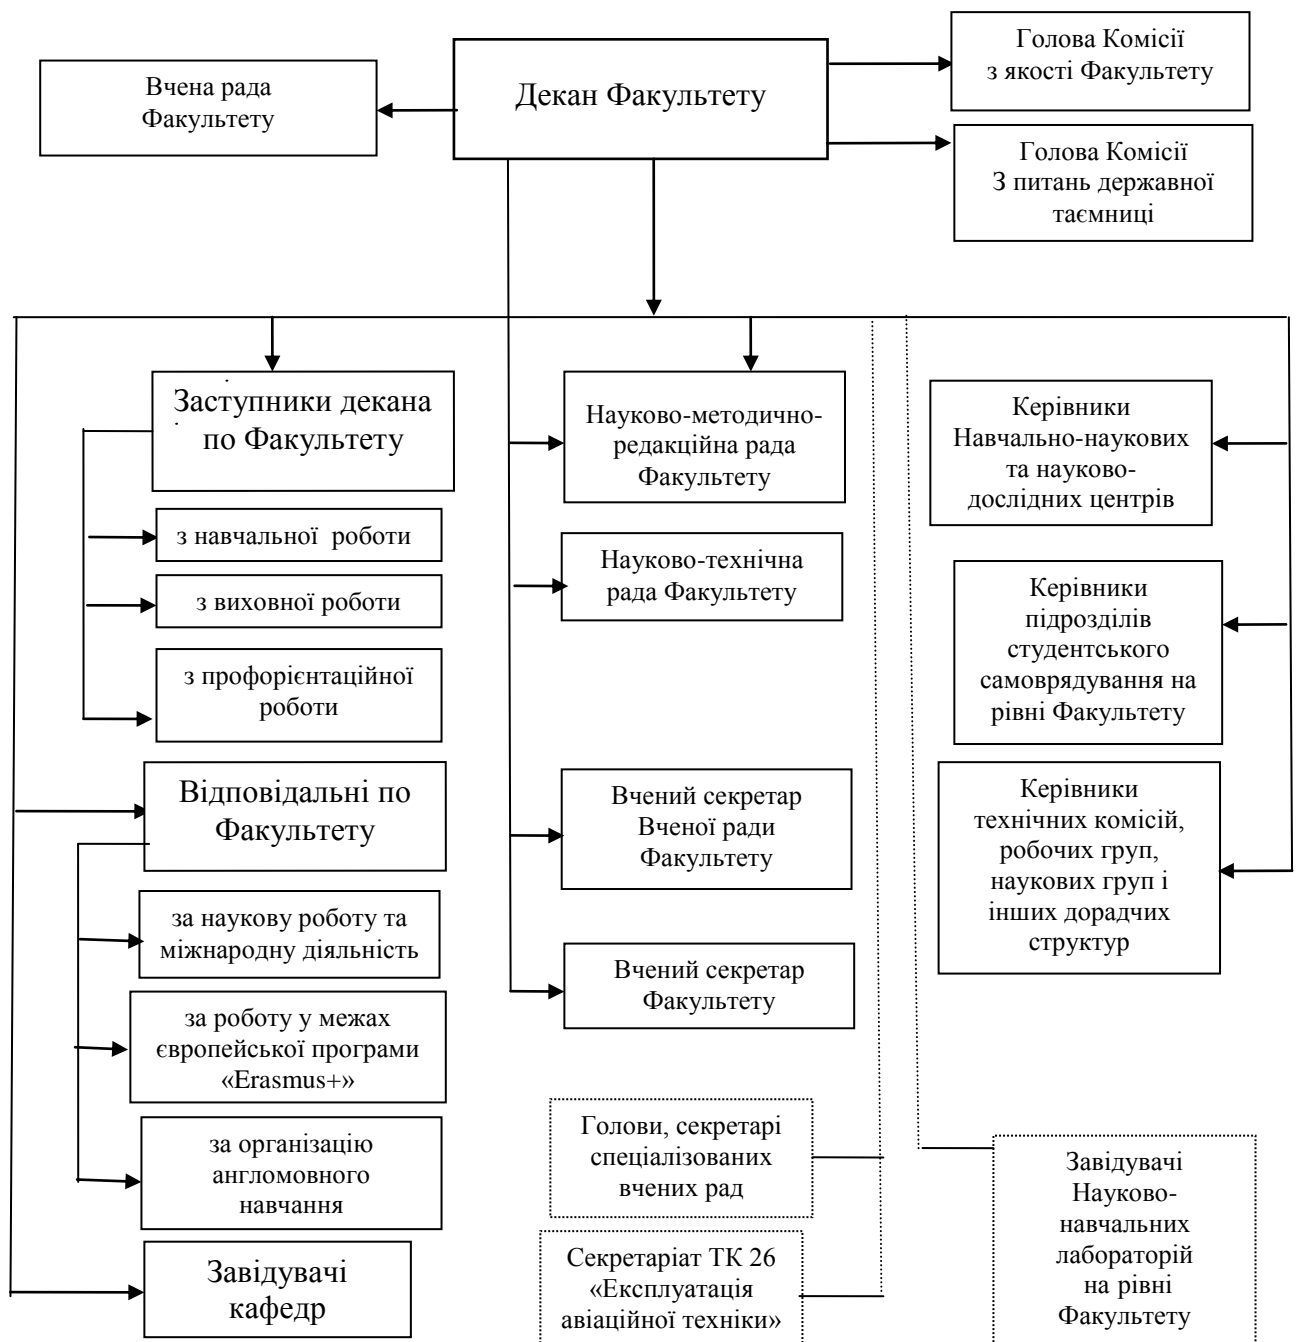 Вчена рада
Факультету
Декан Факультету
Голова Комісії
з якості Факультету
Голова Комісії
З питань державної
таємниці
Заступники декана
по Факультету
з навчальної роботи
з виховної роботи
з профорієнтаційної
роботи
Відповідальні по
Факультету
за наукову роботу та
міжнародну діяльність
за роботу у межах
європейської програми
«Erasmus+»
за організацію
англомовного
навчання
Завідувачі
кафедр
Науково-методично-
редакційна рада
Факультету
Науково-технічна
рада Факультету
Вчений секретар
Вченої ради
Факультету
Вчений секретар
Факультету
Голови, секретарі
спеціалізованих
вчених рад
Секретаріат ТК 26
«Експлуатація
авіаційної техніки»
Керівники
Навчально-наукових
та науково-
дослідних центрів
Керівники
підрозділів
студентського
самоврядування на
рівні Факультету
Керівники
технічних комісій,
робочих груп,
наукових груп і
інших дорадчих
структур
Завідувачі
Науково-
навчальних
лабораторій
на рівні
Факультету